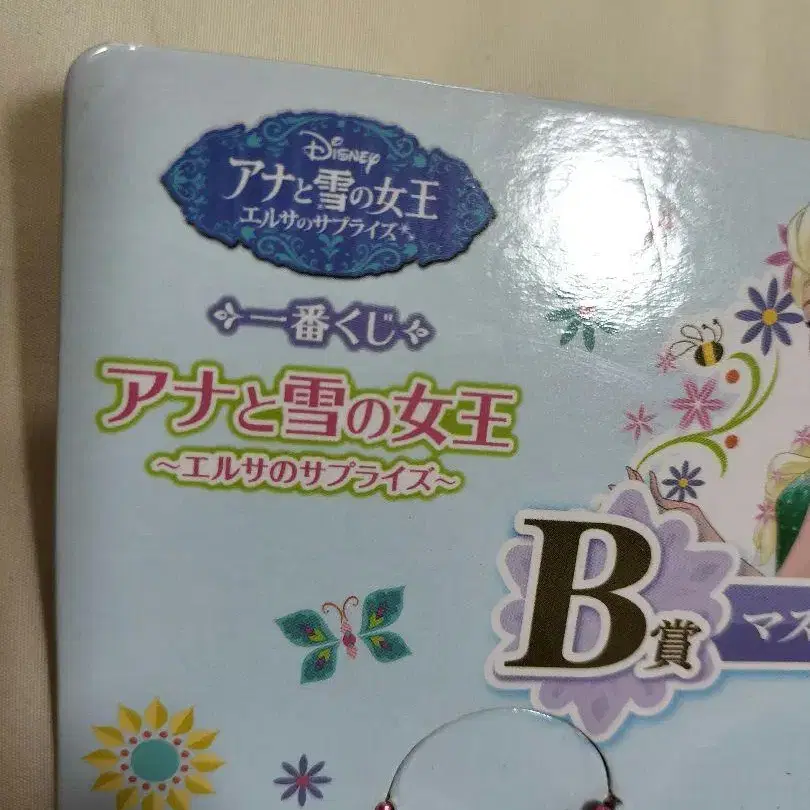 Disney
アナと雪の女王
エルサのサプライズ
一番くじ
アナと雪の女王
～エルサのサプライズ～
B賞
マス